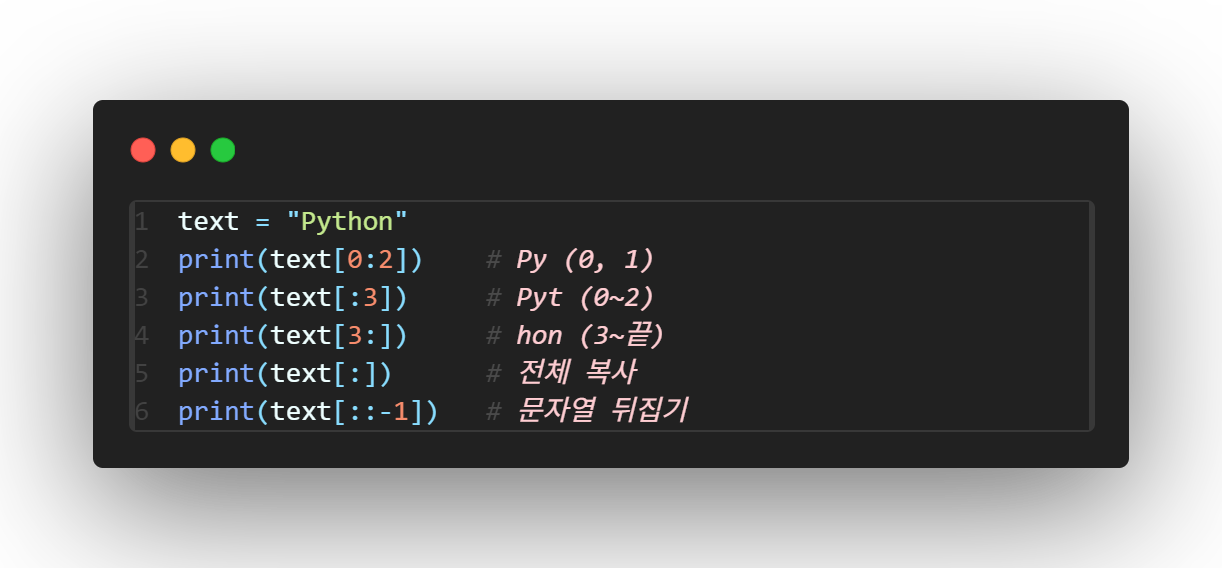 1 text = "Python"
2 print(text[0:2])    # Py (0, 1)
3 print(text[:3])     # Pyt (0~2)
4 print(text[3:])     # hon (3~끝)
5 print(text[:])      # 전체 복사
6 print(text[::-1])   # 문자열 뒤집기